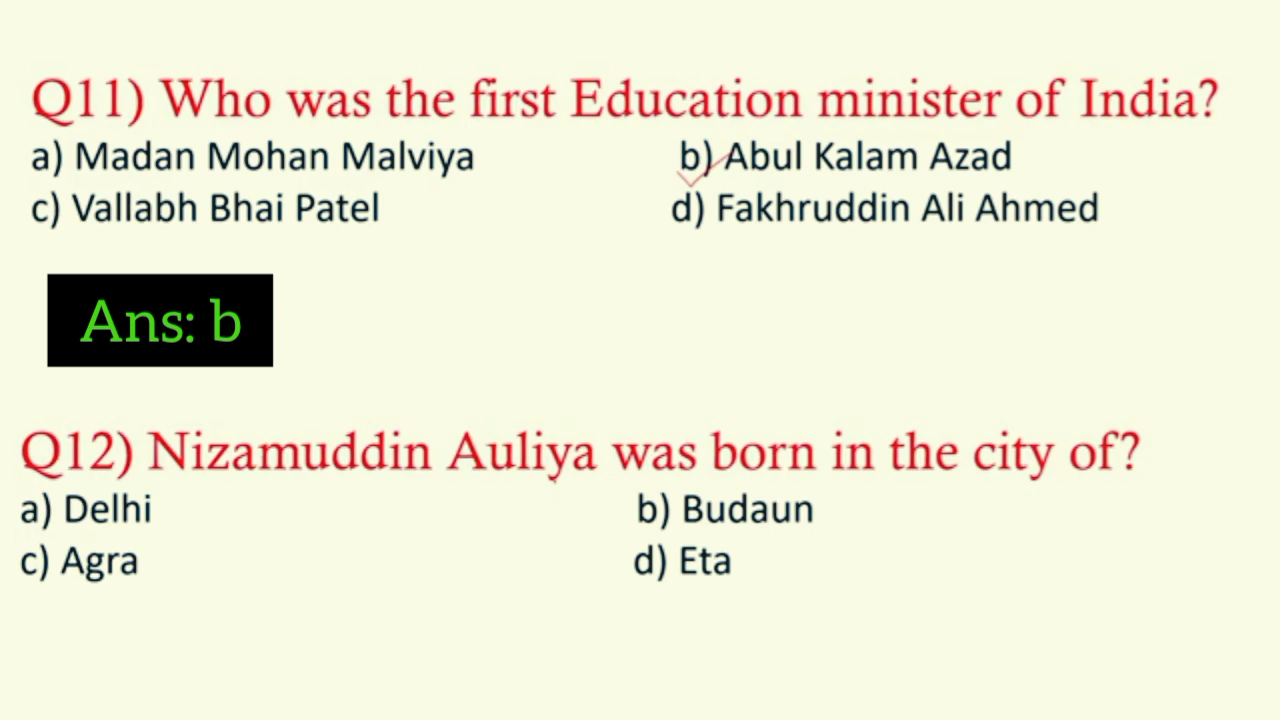 Q11) Who was the first Education minister of India?
a) Madan Mohan Malviya b) Abul Kalam Azad
c) Vallabh Bhai Patel d) Fakhruddin Ali Ahmed
Ans: b
Q12) Nizamuddin Auliya was born in the city of?
a) Delhi b) Budaun
c) Agra d) Eta